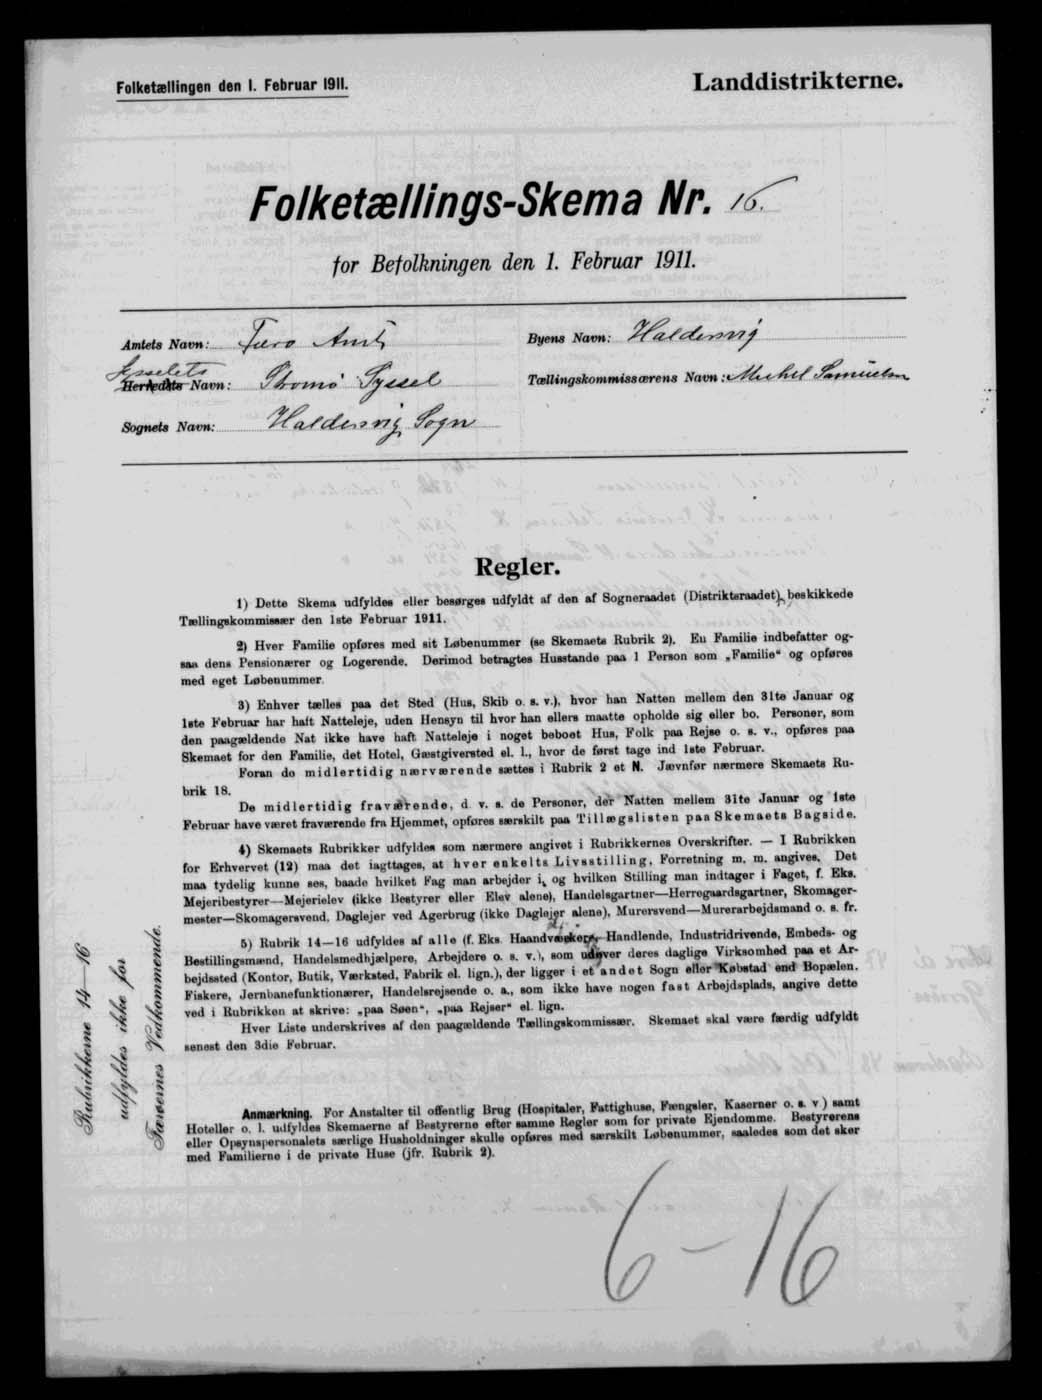 Folketællingen den 1. Februar 1911.
Landdistrikterne.
Folketællings-Skema Nr. 16.
for Befolkningen den 1. Februar 1911.
Amtets Navn: Færø Amt
Byens Navn: Haldersvig
Sysselets
Herredets Navn: Strømø Syssel
Tællingskommissærens Navn: Michel Samuelsen
Sognets Navn: Haldersvig Sogn
Regler.
1) Dette Skema udfyldes eller besørges udfyldt af den af Sogneraadet (Distriktsraadet) beskikkede
Tællingskommissær den 1ste Februar 1911.
2) Hver Familie opføres med sit Løbenummer (se Skemaets Rubrik 2). En Familie indbefatter og-
saa dens Pensionærer og Logerende. Derimod betragtes Husstande paa 1 Person som „Familie“ og opføres
med eget Løbenummer.
3) Enhver tælles paa det Sted (Hus, Skib o. s. v.), hvor han Natten mellem den 31te Januar og
1ste Februar har haft Natteleje, uden Hensyn til hvor han ellers maatte opholde sig eller bo. Personer, som
den paagældende Nat ikke have haft Natteleje i noget beboet Hus, Folk paa Rejse o. s. v., opføres paa
Skemaet for den Familie, det Hotel, Gæstgiversted el. l., hvor de først tage ind 1ste Februar.
Foran de midlertidig nærværende sættes i Rubrik 2 et N. Jævnfør nærmere Skemaets Ru-
brik 18.
De midlertidig fraværende, d. v. s. de Personer, der Natten mellem 31te Januar og 1ste
Februar have været fraværende fra Hjemmet, opføres særskilt paa Tillægslisten paa Skemaets Bagside.
4) Skemaets Rubrikker udfyldes som nærmere angivet i Rubrikkernes Overskrifter. — I Rubrikken
for Erhvervet (12) maa det iagttages, at hver enkelts Livsstilling, Forretning m. m. angives. Det
maa tydelig kunne ses, baade hvilket Fag man arbejder i, og hvilken Stilling man indtager i Faget, f. Eks.
Mejeribestyrer—Mejerielev (ikke Bestyrer eller Elev alene), Handelsgartner—Herregaardsgartner, Skomager-
mester—Skomagersvend, Daglejer ved Agerbrug (ikke Daglejer alene), Murersvend—Murerarbejdsmand o. s. fr.
5) Rubrik 14—16 udfyldes af alle (f. Eks. Haandværkere, Handlende, Industridrivende, Embeds- og
Bestillingsmænd, Handelsmedhjælpere, Arbejdere o. s. v.), som udøver deres daglige Virksomhed paa et Ar-
bejdssted (Kontor, Butik, Værksted, Fabrik el. lign.), der ligger i et andet Sogn eller Købstad end Bopælen.
Fiskere, Jernbanefunktionærer, Handelsrejsende o. a., som ikke have nogen fast Arbejdsplads, angive dette
ved i Rubrikken at skrive: „paa Søen“, „paa Rejser“ el. lign.
Hver Liste underskrives af den paagældende Tællingskommissær. Skemaet skal være færdig udfyldt
senest den 3die Februar.
Rubrikkerne 14—16
udfyldes ikke for
Færøernes Vedkommende.
Anmærkning. For Anstalter til offentlig Brug (Hospitaler, Fattighuse, Fængsler, Kaserner o. s. v) samt
Hoteller o. l. udfyldes Skemaerne af Bestyrerne efter samme Regler som for private Ejendomme. Bestyrerens
eller Opsynspersonalets særlige Husholdninger skulle opføres med særskilt Løbenummer, saaledes som det sker
med Familierne i de private Huse (jfr. Rubrik 2).
6-16